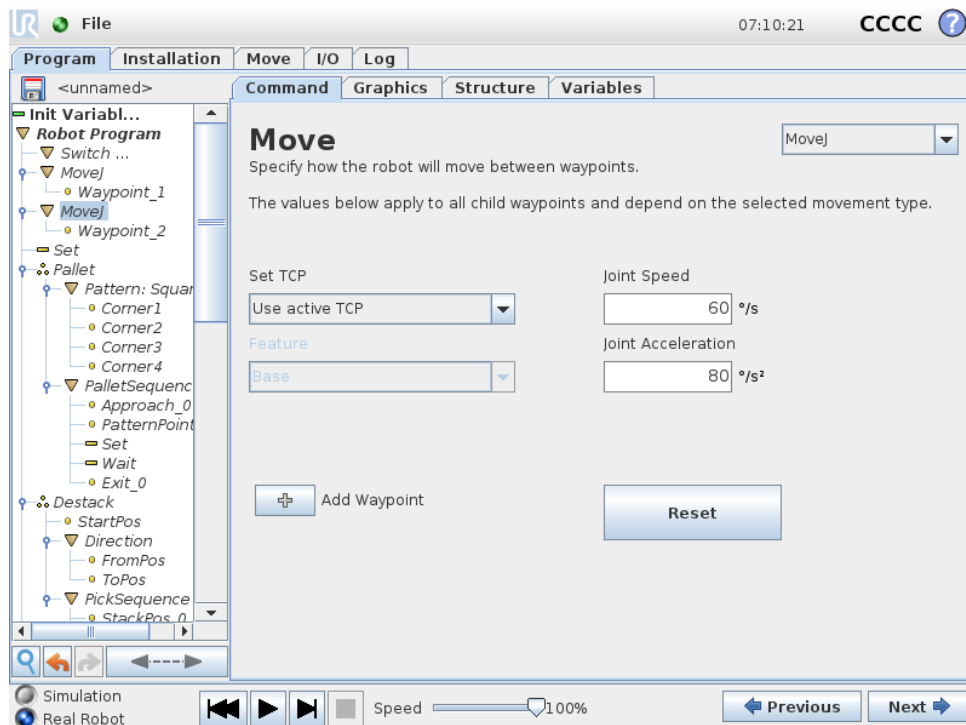 UR File 07:10:21 CCCC ?
Program Installation Move I/O Log
<unnamed> Command Graphics Structure Variables
Init Variabl...
Robot Program
Switch ...
MoveJ
Waypoint_1
MoveJ
Waypoint_2
Set
Pallet
Pattern: Squar
Corner1
Corner2
Corner3
Corner4
PalletSequenc
Approach_0
PatternPoint
Set
Wait
Exit_0
Destack
StartPos
Direction
FromPos
ToPos
PickSequence
StackPos_0
Move MoveJ
Specify how the robot will move between waypoints.
The values below apply to all child waypoints and depend on the selected movement type.
Set TCP Joint Speed
Use active TCP 60 °/s
Feature Joint Acceleration
Base 80 °/s²
Add Waypoint Reset
Simulation
Real Robot
Speed 100% Previous Next